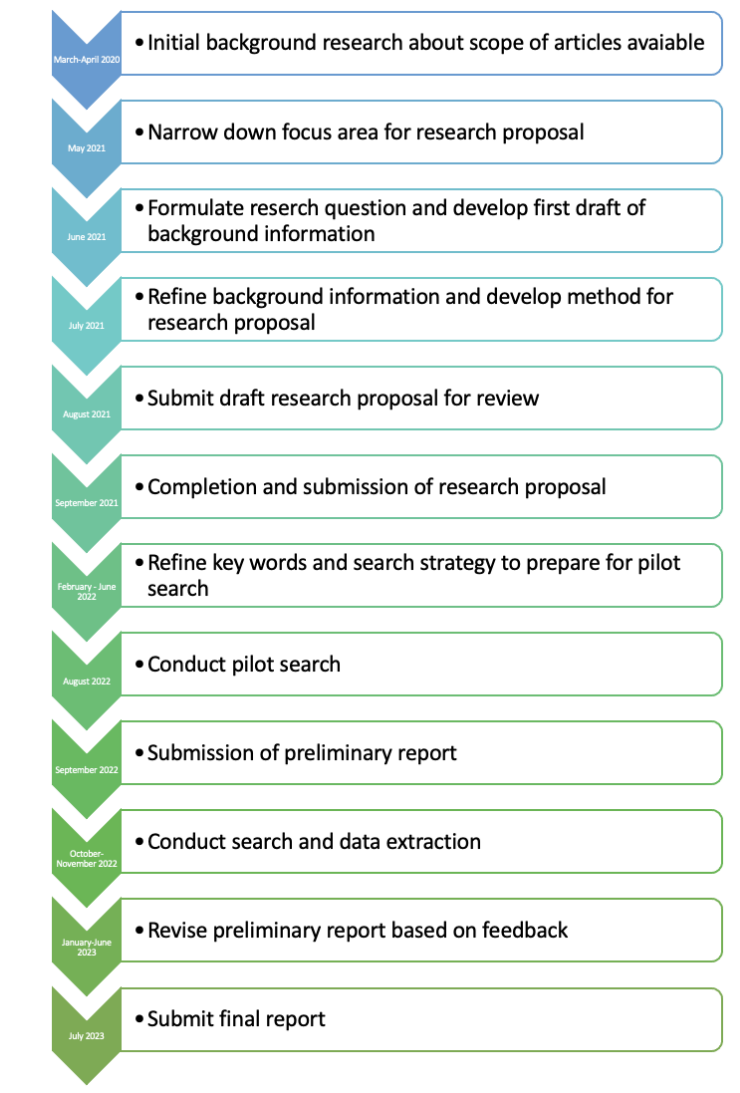 March-April 2020
• Initial background research about scope of articles avaiable
May 2021
• Narrow down focus area for research proposal
June 2021
• Formulate reserch question and develop first draft of
background information
July 2021
• Refine background information and develop method for
research proposal
August 2021
• Submit draft research proposal for review
September 2021
• Completion and submission of research proposal
February - June
2022
• Refine key words and search strategy to prepare for pilot
search
August 2022
• Conduct pilot search
September 2022
• Submission of preliminary report
October-
November 2022
• Conduct search and data extraction
January-June
2023
• Revise preliminary report based on feedback
July 2023
• Submit final report